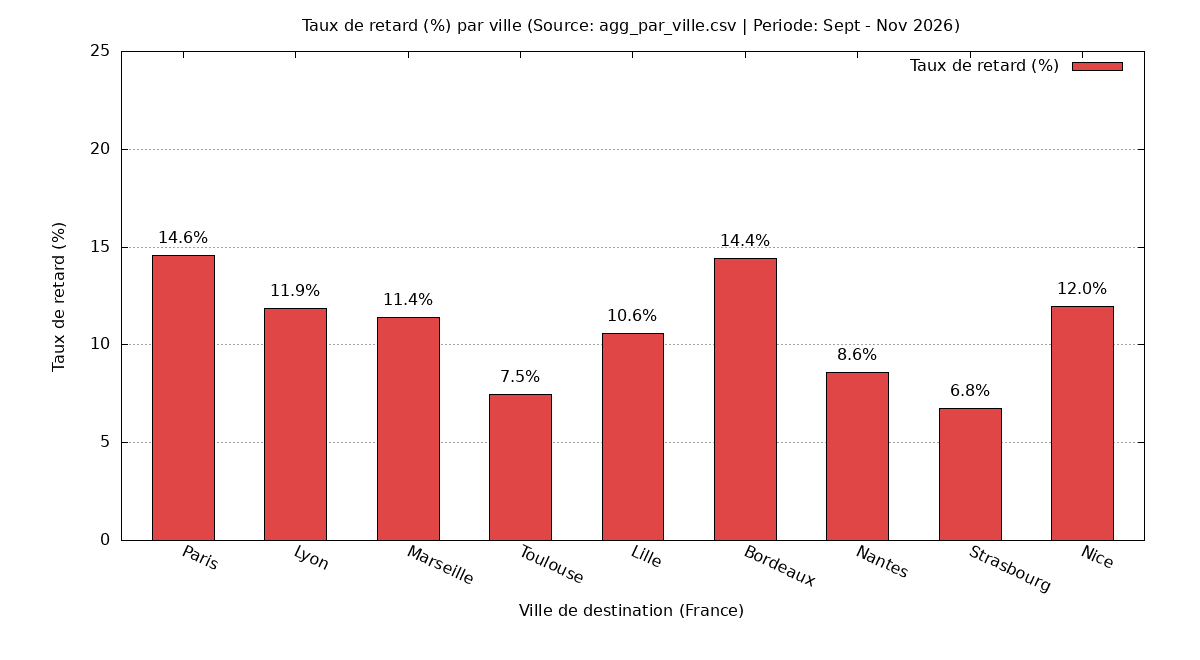 Taux de retard (%) par ville (Source: agg_par_ville.csv | Periode: Sept - Nov 2026)
Taux de retard (%)
25
20
15
10
5
0
Taux de retard (%)
14.6%
11.9%
11.4%
7.5%
10.6%
14.4%
8.6%
6.8%
12.0%
Paris
Lyon
Marseille
Toulouse
Lille
Bordeaux
Nantes
Strasbourg
Nice
Ville de destination (France)